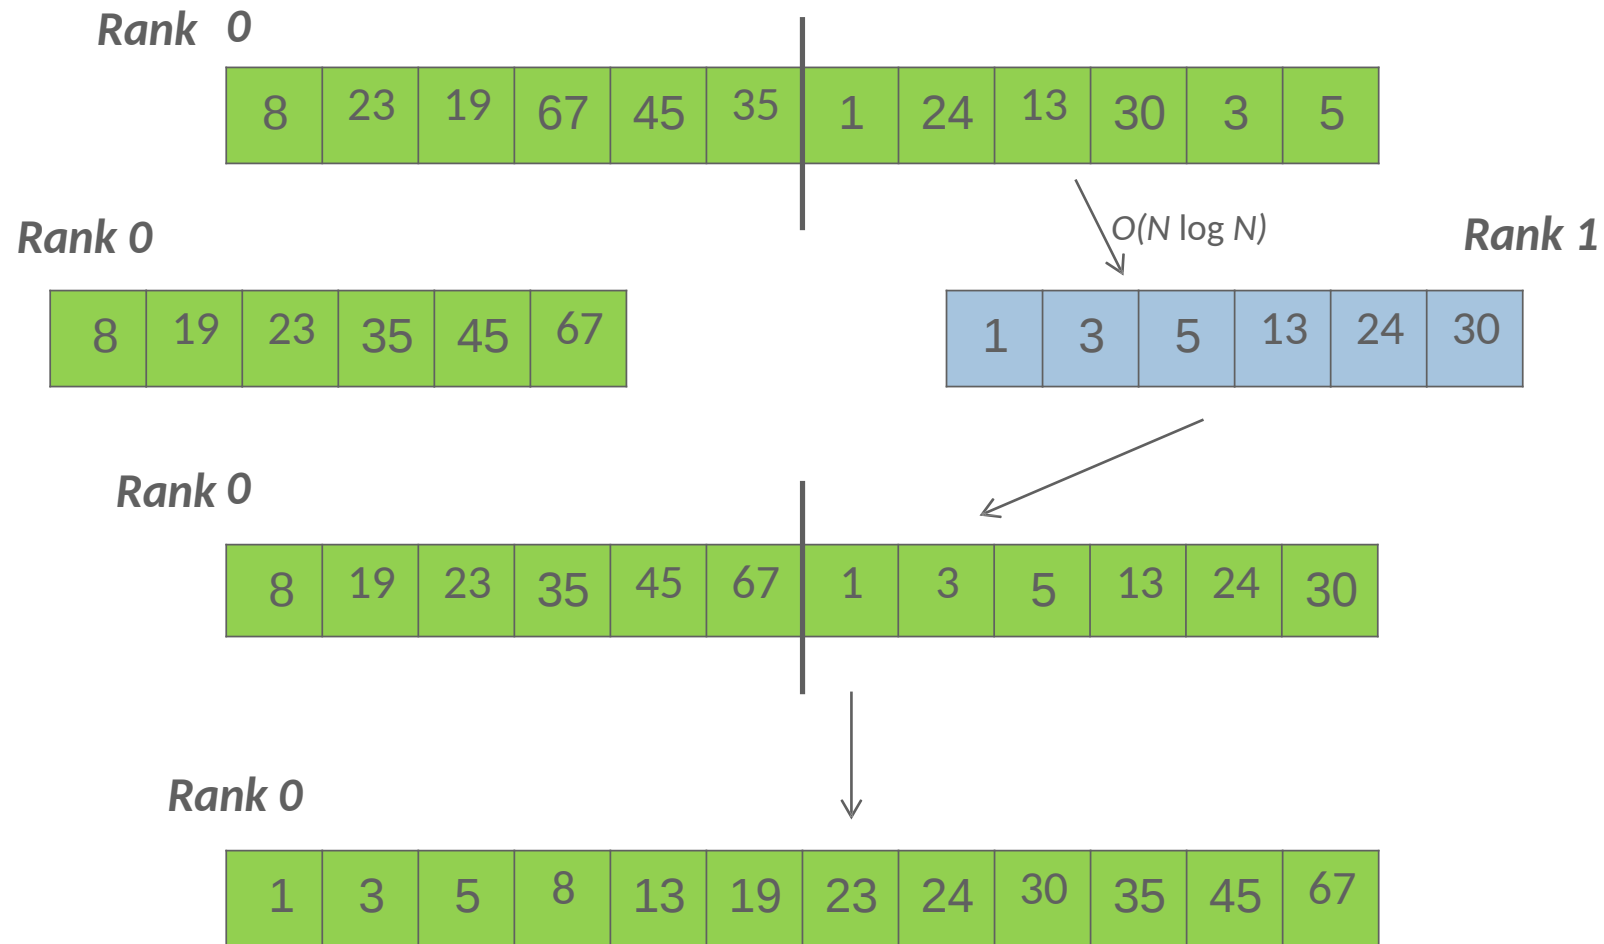 Rank 0
8 23 19 67 45 35 1 24 13 30 3 5
O(N log N)
Rank 0
Rank 1
8 19 23 35 45 67
1 3 5 13 24 30
Rank 0
8 19 23 35 45 67 1 3 5 13 24 30
Rank 0
1 3 5 8 13 19 23 24 30 35 45 67